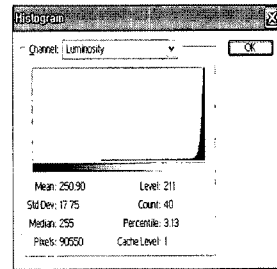 Histogram
Channel: Luminosity
OK
Mean: 250.90
Level: 211
Std Dev: 17.75
Count: 40
Median: 255
Percentile: 3.13
Pixels: 90550
Cache Level: 1